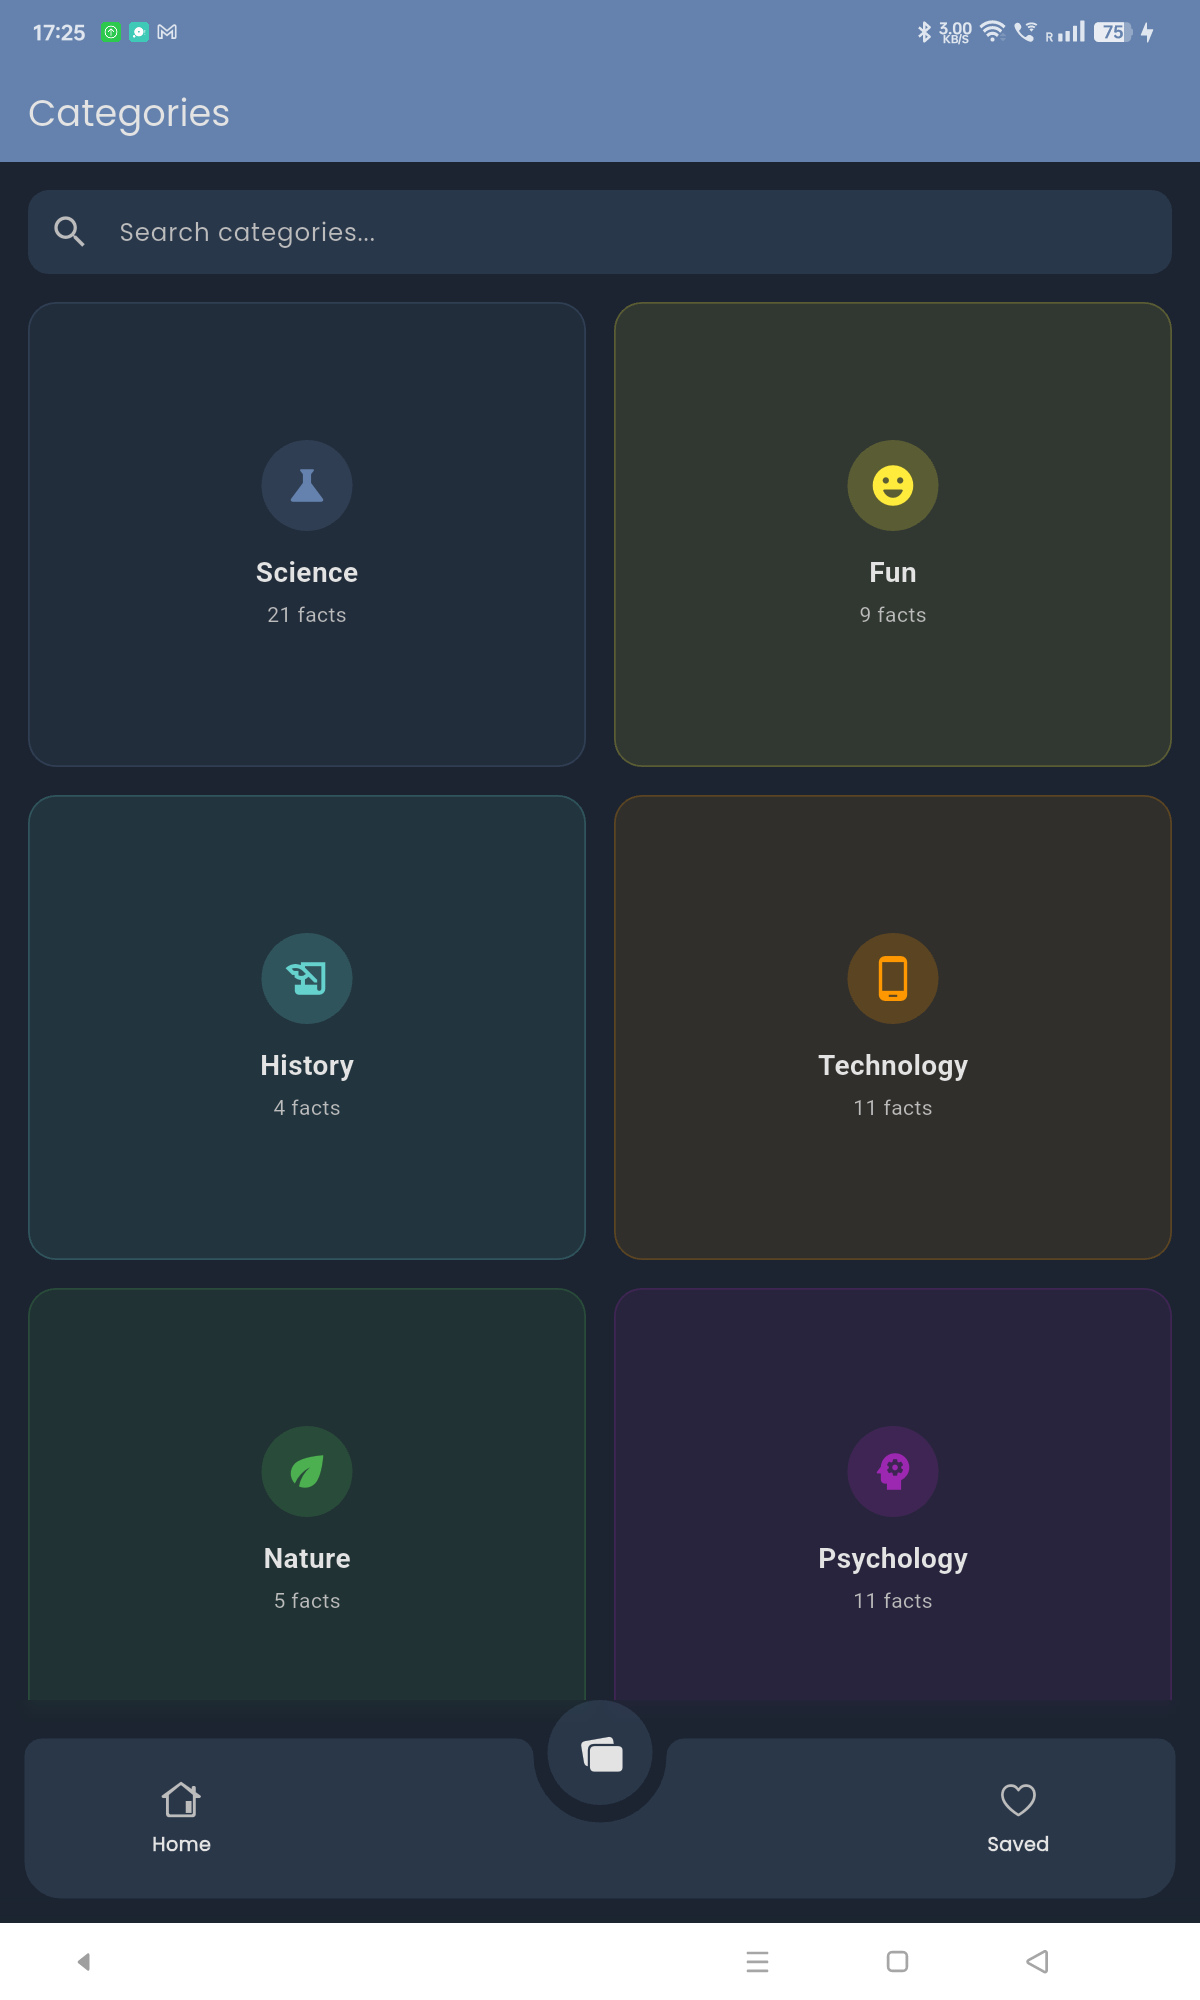 17:25
3.00
KB/S
R
75
Categories
Search categories...
Science
21 facts
Fun
9 facts
History
4 facts
Technology
11 facts
Nature
5 facts
Psychology
11 facts
Home
Saved